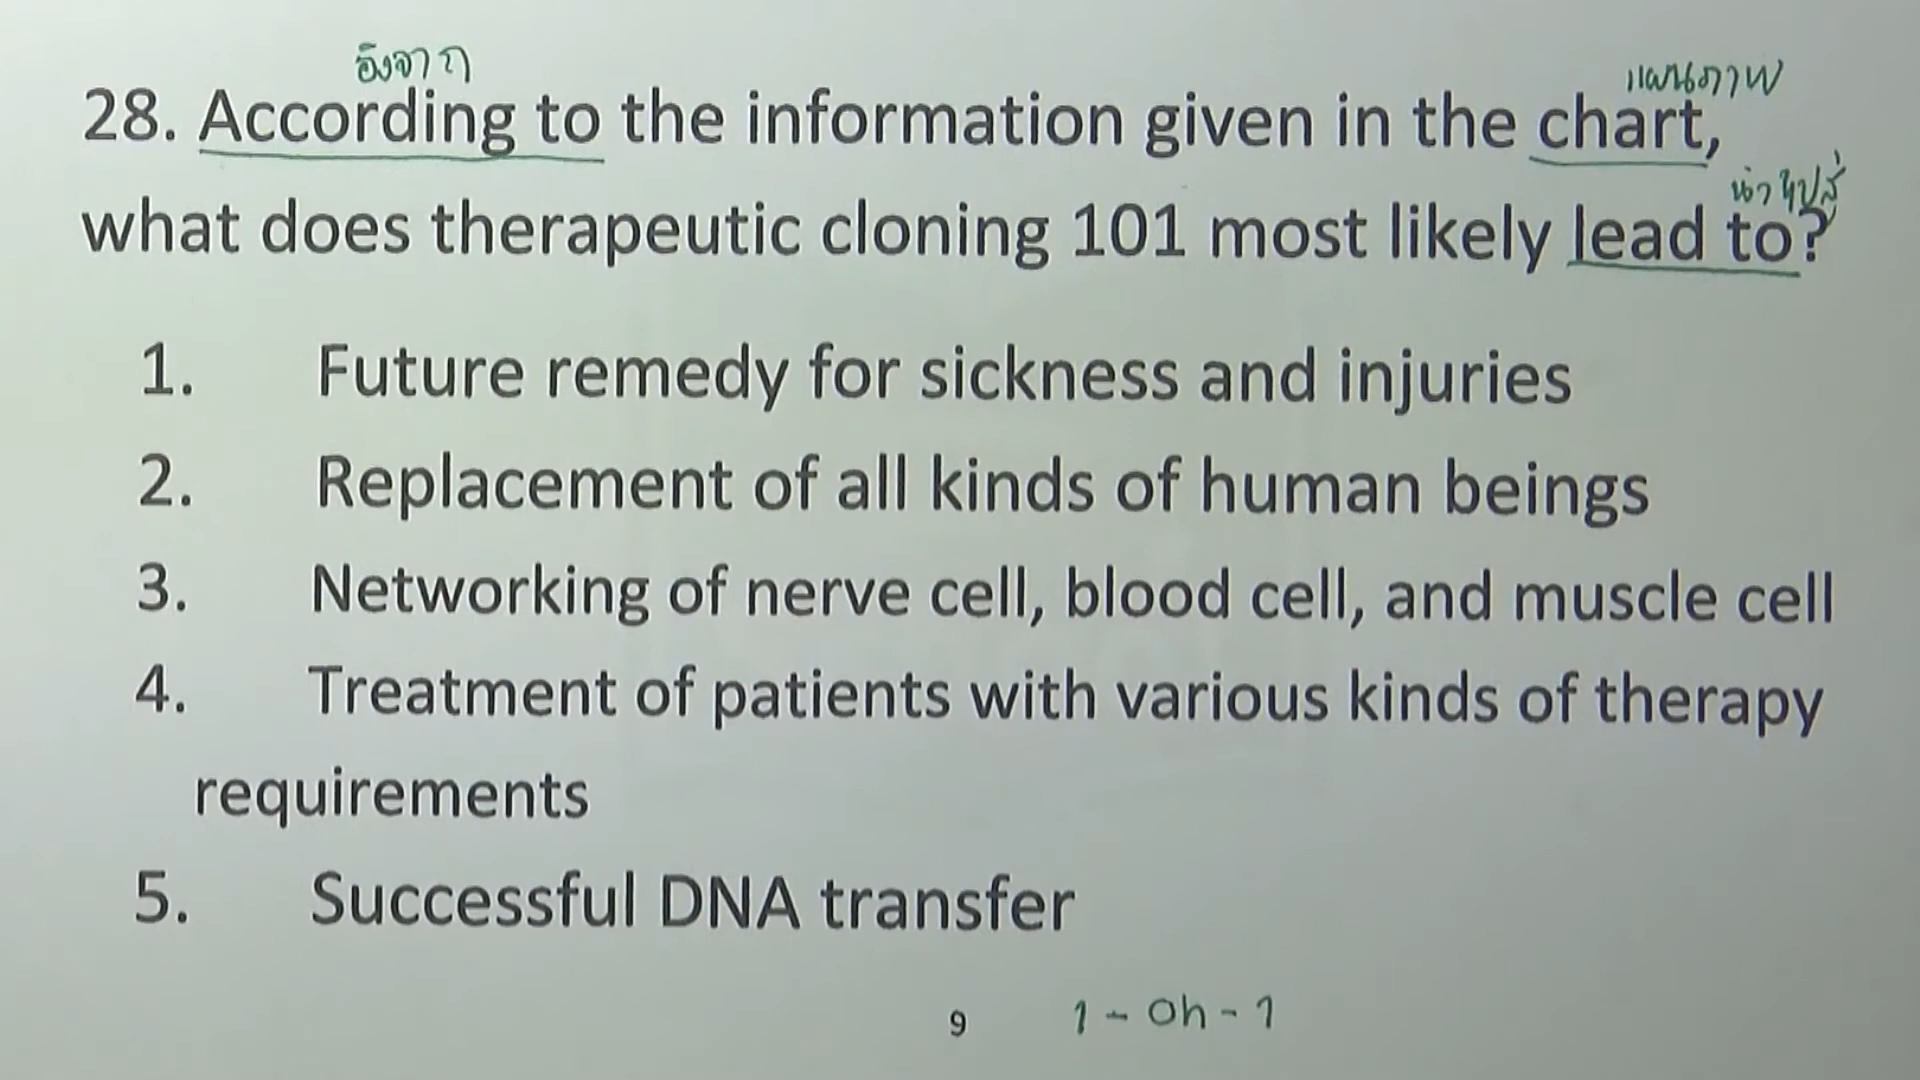 อิงจาก
แผนภาพ
28. According to the information given in the chart,
นำไปสู่
what does therapeutic cloning 101 most likely lead to?
1. Future remedy for sickness and injuries
2. Replacement of all kinds of human beings
3. Networking of nerve cell, blood cell, and muscle cell
4. Treatment of patients with various kinds of therapy
requirements
5. Successful DNA transfer
9 1 - Oh - 1